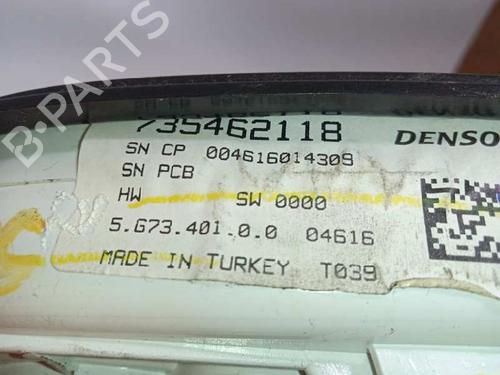 735462118 DENSO
SN CP 004616014309
SN PCB
HW SW 0000
5.673.401.0.0 04616
MADE IN TURKEY T039
B-PARTS